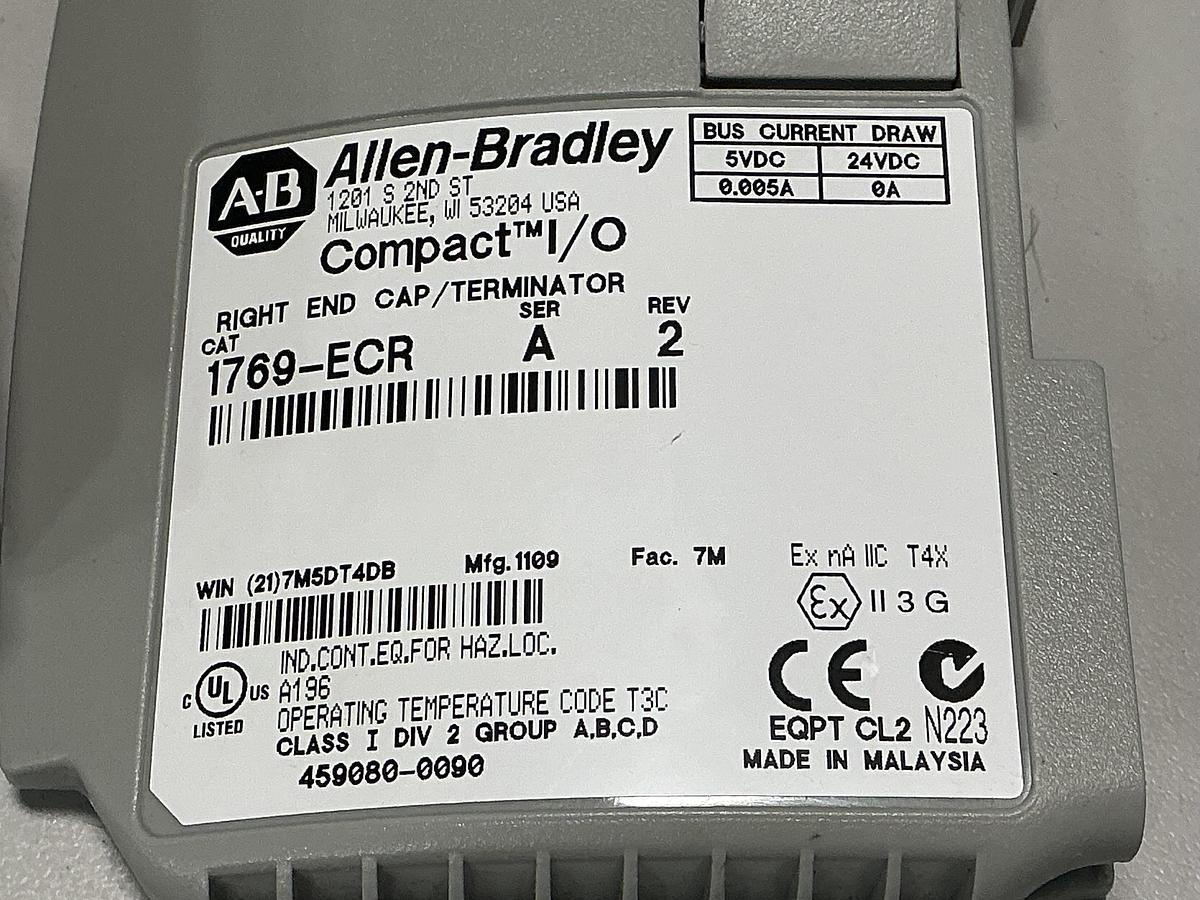 A-B
QUALITY
Allen-Bradley
1201 S 2ND ST
MILWAUKEE, WI 53204 USA
Compact™ I/O
BUS CURRENT DRAW
5VDC 24VDC
0.005A 0A
RIGHT END CAP/TERMINATOR
CAT SER REV
1769-ECR A 2
WIN (21)7M5DT4DB Mfg.1109 Fac. 7M Ex nA IIC T4X
Ex II 3 G
IND.CONT.EQ.FOR HAZ.LOC.
C UL US A196
LISTED
OPERATING TEMPERATURE CODE T3C
CLASS I DIV 2 GROUP A,B,C,D
459080-0090
CE
EQPT CL2 N223
MADE IN MALAYSIA